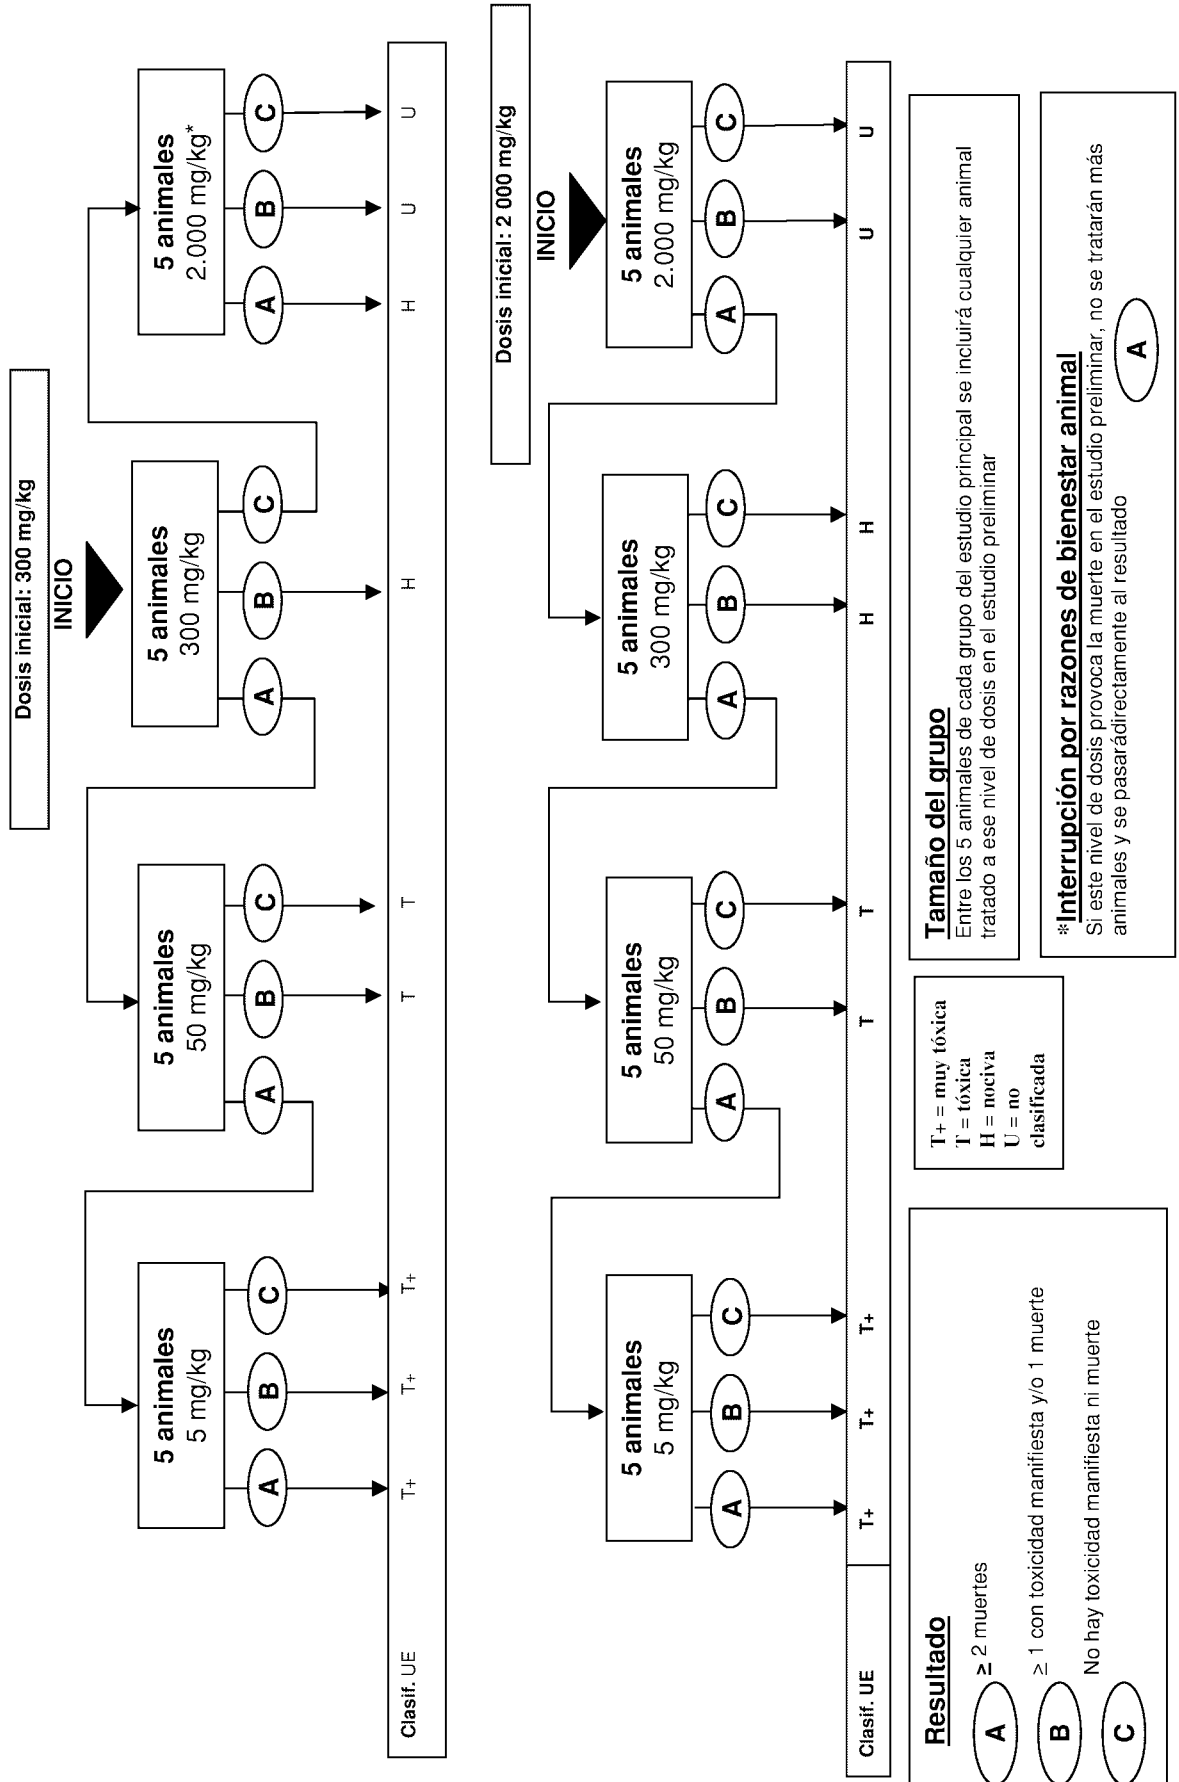 Dosis inicial: 300 mg/kg
INICIO
5 animales
5 mg/kg
A
B
C
5 animales
50 mg/kg
A
B
C
5 animales
300 mg/kg
A
B
C
5 animales
2.000 mg/kg*
A
B
C
Clasif. UE
T+
T+
T+
T
T
H
H
U
U
Dosis inicial: 2 000 mg/kg
INICIO
5 animales
5 mg/kg
A
B
C
5 animales
50 mg/kg
A
B
C
5 animales
300 mg/kg
A
B
C
5 animales
2.000 mg/kg
A
B
C
Clasif. UE
T+
T+
T+
T
T
H
H
U
U
Resultado
A
≥ 2 muertes
B
≥ 1 con toxicidad manifiesta y/o 1 muerte
C
No hay toxicidad manifiesta ni muerte
T+ = muy tóxica
T = tóxica
H = nociva
U = no
clasificada
Tamaño del grupo
Entre los 5 animales de cada grupo del estudio principal se incluirá cualquier animal
tratado a ese nivel de dosis en el estudio preliminar
*Interrupción por razones de bienestar animal
Si este nivel de dosis provoca la muerte en el estudio preliminar, no se tratarán más
animales y se pasarádirectamente al resultado
A